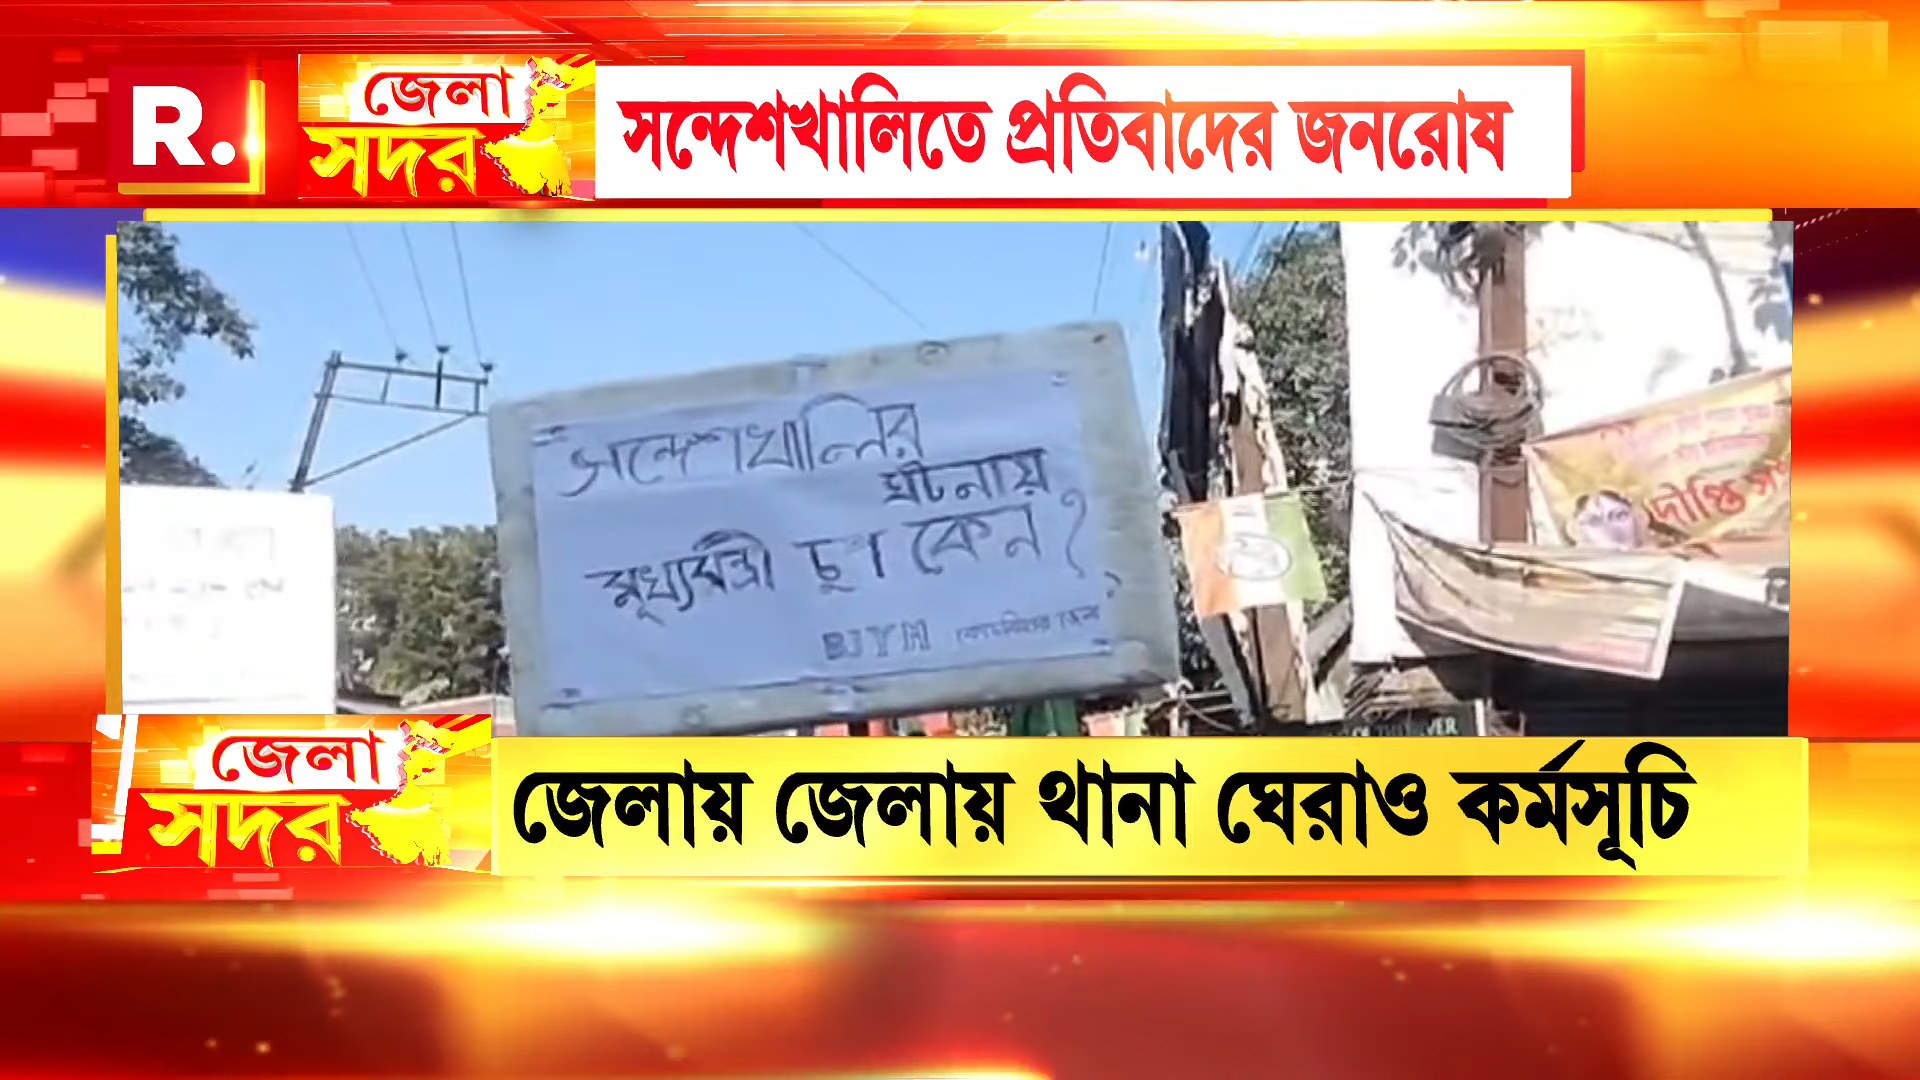 R.
জেলা
সদর
সন্দেশখালিতে প্রতিবাদের জনরোষ
সন্দেশখালির
ঘটনায়
মুখ্যমন্ত্রী চুপ কেন?
BJYM
দীপ্তি
জেলা
সদর
জেলায় জেলায় থানা ঘেরাও কর্মসূচি